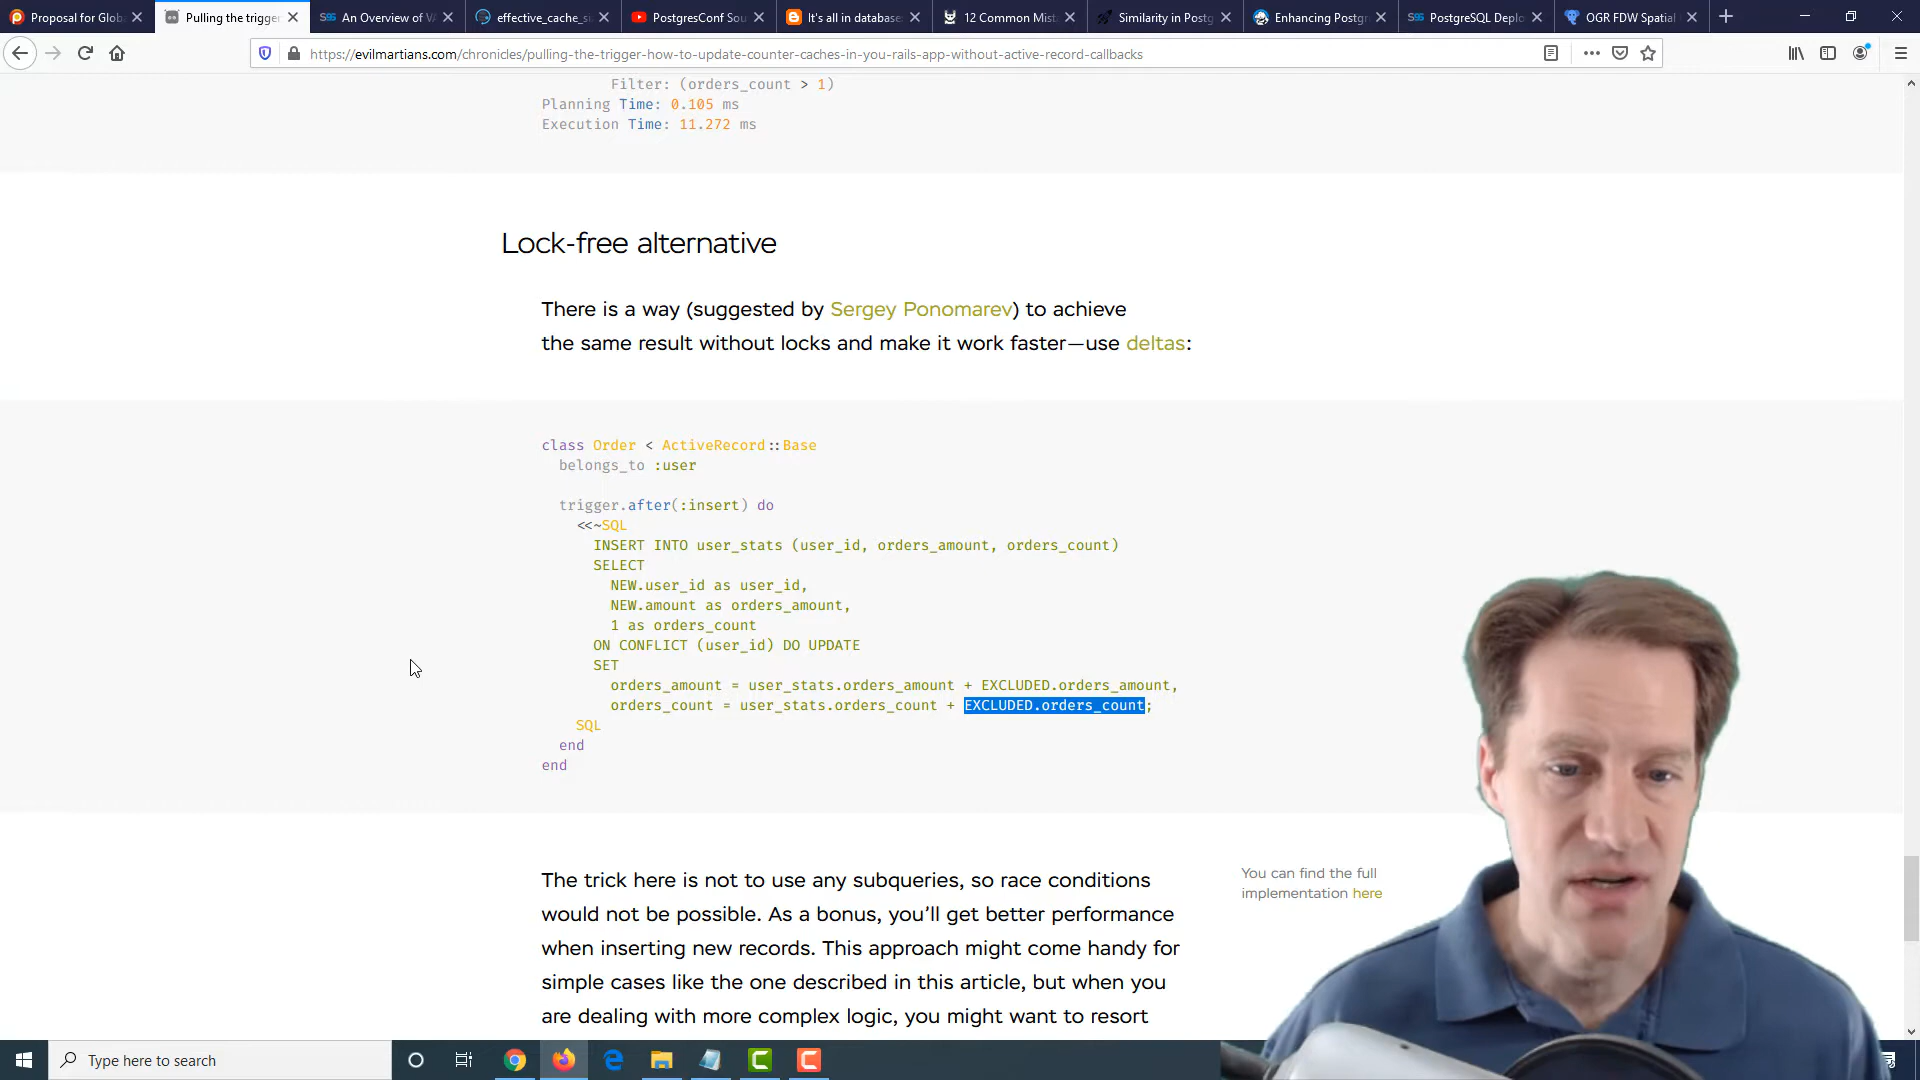 Proposal for Globa
Pulling the trigger
An Overview of VA
effective_cache_si
PostgresConf Sou
It's all in database
12 Common Mist
Similarity in Postg
Enhancing Postgr
PostgreSQL Deplo
OGR FDW Spatial
https://evilmartians.com/chronicles/pulling-the-trigger-how-to-update-counter-caches-in-you-rails-app-without-active-record-callbacks
Filter: (orders_count > 1)
Planning Time: 0.105 ms
Execution Time: 11.272 ms
Lock-free alternative
There is a way (suggested by Sergey Ponomarev) to achieve
the same result without locks and make it work faster—use deltas:
class Order < ActiveRecord::Base
belongs_to :user
trigger.after(:insert) do
<<~SQL
INSERT INTO user_stats (user_id, orders_amount, orders_count)
SELECT
NEW.user_id as user_id,
NEW.amount as orders_amount,
1 as orders_count
ON CONFLICT (user_id) DO UPDATE
SET
orders_amount = user_stats.orders_amount + EXCLUDED.orders_amount,
orders_count = user_stats.orders_count + EXCLUDED.orders_count;
SQL
end
end
The trick here is not to use any subqueries, so race conditions
would not be possible. As a bonus, you'll get better performance
when inserting new records. This approach might come handy for
simple cases like the one described in this article, but when you
are dealing with more complex logic, you might want to resort
You can find the full
implementation here
Type here to search